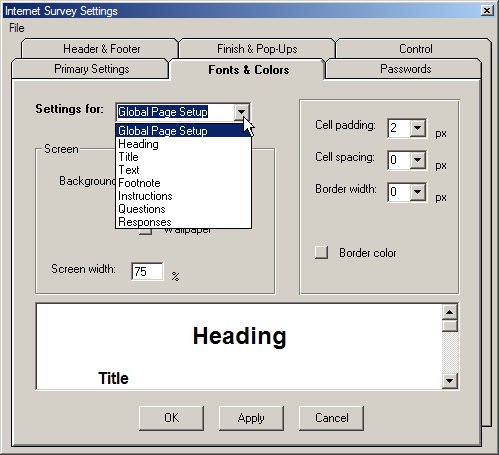 Internet Survey Settings
File
Header & Footer
Finish & Pop-Ups
Control
Primary Settings
Fonts & Colors
Passwords
Settings for:
Global Page Setup
Global Page Setup
Heading
Title
Text
Footnote
Instructions
Questions
Responses
Screen
Background
Wallpaper
Screen width:
75
%
Cell padding:
2
px
Cell spacing:
0
px
Border width:
0
px
Border color
Heading
Title
OK
Apply
Cancel